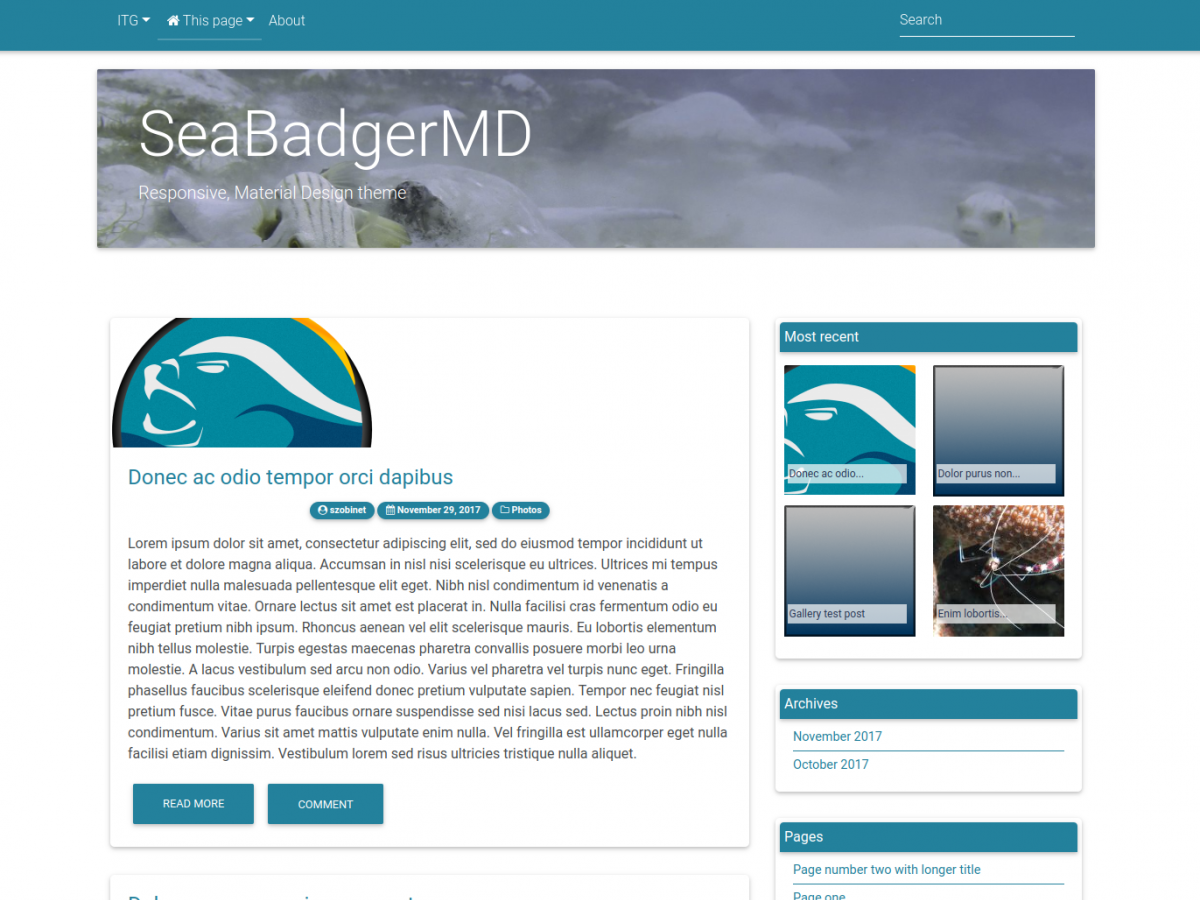 ITG This page About Search
SeaBadgerMD
Responsive, Material Design theme
Donec ac odio tempor orci dapibus
szobinet November 29, 2017 Photos
Lorem ipsum dolor sit amet, consectetur adipiscing elit, sed do eiusmod tempor incididunt ut
labore et dolore magna aliqua. Accumsan in nisl nisi scelerisque eu ultrices. Ultrices mi tempus
imperdiet nulla malesuada pellentesque elit eget. Nibh nisl condimentum id venenatis a
condimentum vitae. Ornare lectus sit amet est placerat in. Nulla facilisi cras fermentum odio eu
feugiat pretium nibh ipsum. Rhoncus aenean vel elit scelerisque mauris. Eu lobortis elementum
nibh tellus molestie. Turpis egestas maecenas pharetra convallis posuere morbi leo urna
molestie. A lacus vestibulum sed arcu non odio. Varius vel pharetra vel turpis nunc eget. Fringilla
phasellus faucibus scelerisque eleifend donec pretium vulputate sapien. Tempor nec feugiat nisl
pretium fusce. Vitae purus faucibus ornare suspendisse sed nisi lacus sed. Lectus proin nibh nisl
condimentum. Varius sit amet mattis vulputate enim nulla. Vel fringilla est ullamcorper eget nulla
facilisi etiam dignissim. Vestibulum lorem sed risus ultricies tristique nulla aliquet.
READ MORE COMMENT
Most recent
Donec ac odio... Dolor purus non...
Gallery test post Enim lobortis...
Archives
November 2017
October 2017
Pages
Page number two with longer title
Page one